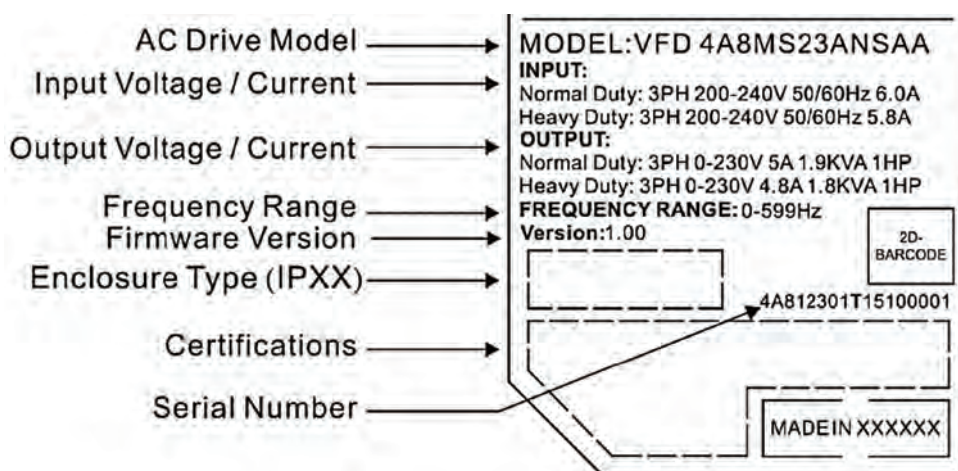 AC Drive Model
Input Voltage / Current
Output Voltage / Current
Frequency Range
Firmware Version
Enclosure Type (IPXX)
Certifications
Serial Number
MODEL:VFD 4A8MS23ANSAA
INPUT:
Normal Duty: 3PH 200-240V 50/60Hz 6.0A
Heavy Duty: 3PH 200-240V 50/60Hz 5.8A
OUTPUT:
Normal Duty: 3PH 0-230V 5A 1.9KVA 1HP
Heavy Duty: 3PH 0-230V 4.8A 1.8KVA 1HP
FREQUENCY RANGE: 0-599Hz
Version:1.00
2D-
BARCODE
4A812301T15100001
MADE IN XXXXXX